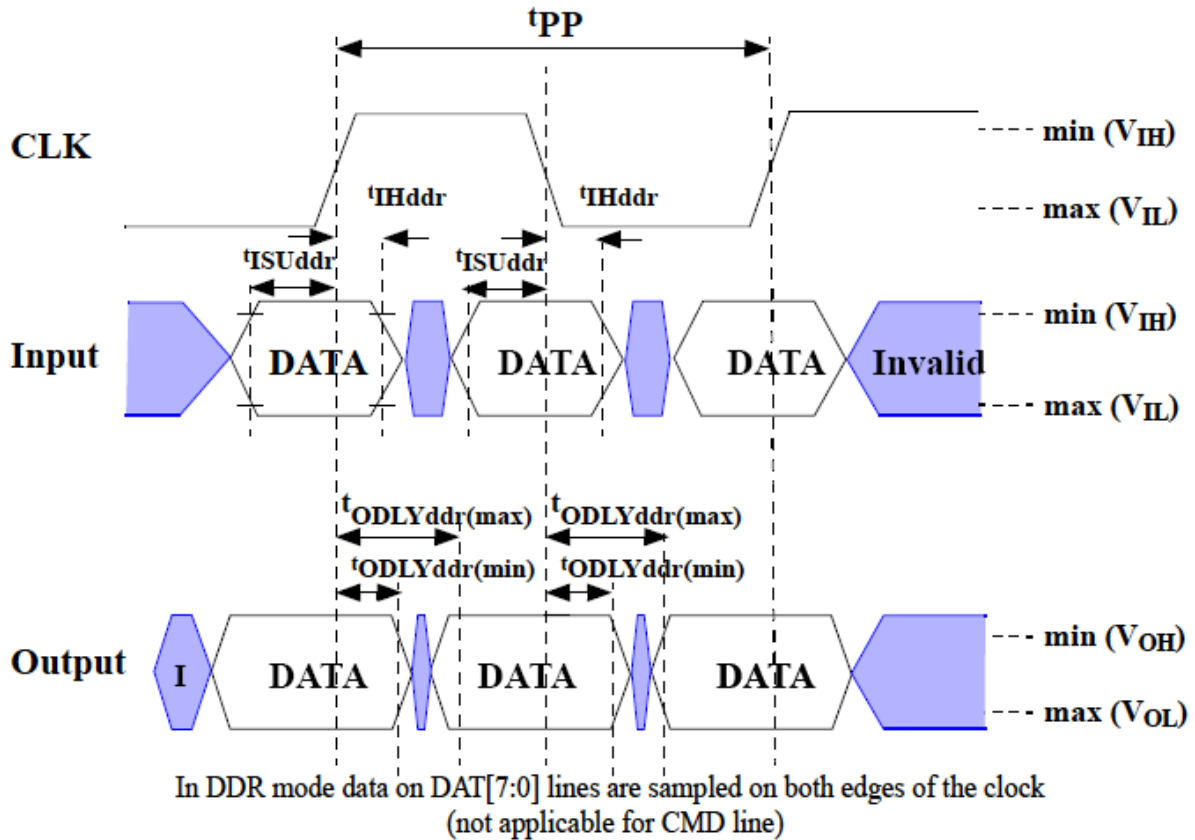 tPP
CLK
min (VIH)
max (VIL)
tIHddr
tIHddr
tISUddr
tISUddr
Input
DATA
DATA
DATA
Invalid
min (VIH)
max (VIL)
tODLYddr(max)
tODLYddr(max)
tODLYddr(min)
tODLYddr(min)
Output
I
DATA
DATA
DATA
min (VOH)
max (VOL)
In DDR mode data on DAT[7:0] lines are sampled on both edges of the clock
(not applicable for CMD line)